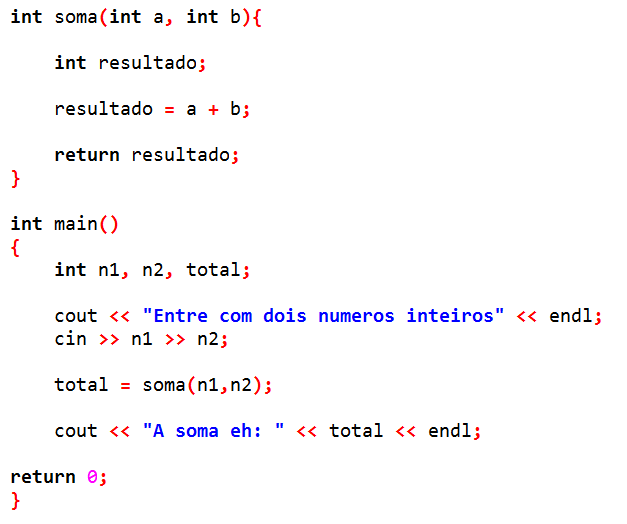 int soma(int a, int b){
int resultado;
resultado = a + b;
return resultado;
}
int main()
{
int n1, n2, total;
cout << "Entre com dois numeros inteiros" << endl;
cin >> n1 >> n2;
total = soma(n1,n2);
cout << "A soma eh: " << total << endl;
return 0;
}